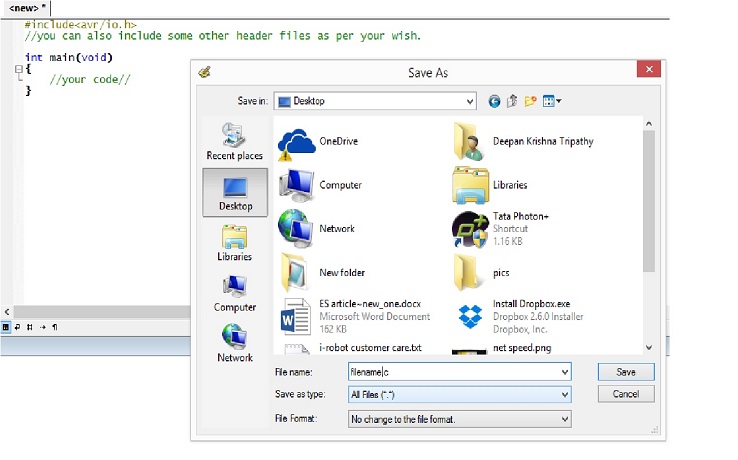 <new> *
#include<avr/io.h>
//you can also include some other header files as per your wish.
int main(void)
{
//your code//
}
Save As
Save in:
Desktop
Recent places
Desktop
Libraries
Computer
Network
OneDrive
Deepan Krishna Tripathy
Computer
Libraries
Network
Tata Photon+
Shortcut
1.16 KB
New folder
pics
ES article~new_one.docx
Microsoft Word Document
162 KB
Install Dropbox.exe
Dropbox 2.6.0 Installer
Dropbox, Inc.
i-robot customer care.txt
net speed.png
File name:
filename.c
Save
Save as type:
All Files (*.*)
Cancel
File Format:
No change to the file format.